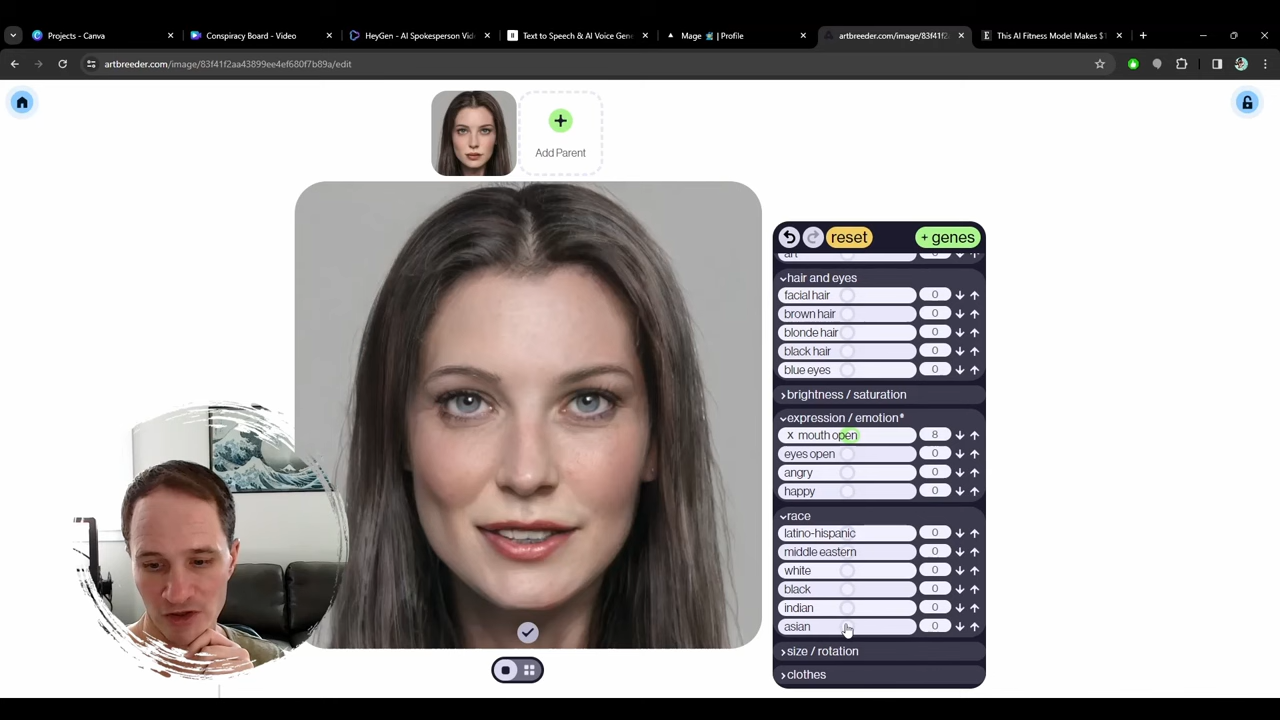 Projects - Canva
Conspiracy Board - Video
HeyGen - AI Spokesperson Vid
Text to Speech & AI Voice Gen
Mage | Profile
artbreeder.com/image/83f41f2a
This AI Fitness Model Makes $
artbreeder.com/image/83f41f2aa43899ee4ef680f7b89a/edit
Add Parent
reset
+ genes
art 0
hair and eyes
facial hair 0
brown hair 0
blonde hair 0
black hair 0
blue eyes 0
brightness / saturation
expression / emotion*
x mouth open 8
eyes open 0
angry 0
happy 0
race
latino-hispanic 0
middle eastern 0
white 0
black 0
indian 0
asian 0
size / rotation
clothes